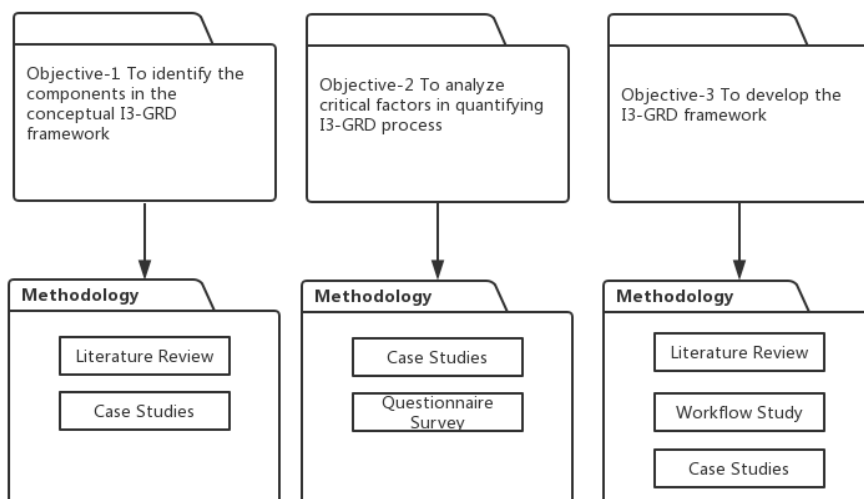 Objective-1 To identify the
components in the
conceptual I3-GRD
framework
Objective-2 To analyze
critical factors in quantifying
I3-GRD process
Objective-3 To develop the
I3-GRD framework
Methodology
Literature Review
Case Studies
Methodology
Case Studies
Questionnaire
Survey
Methodology
Literature Review
Workflow Study
Case Studies